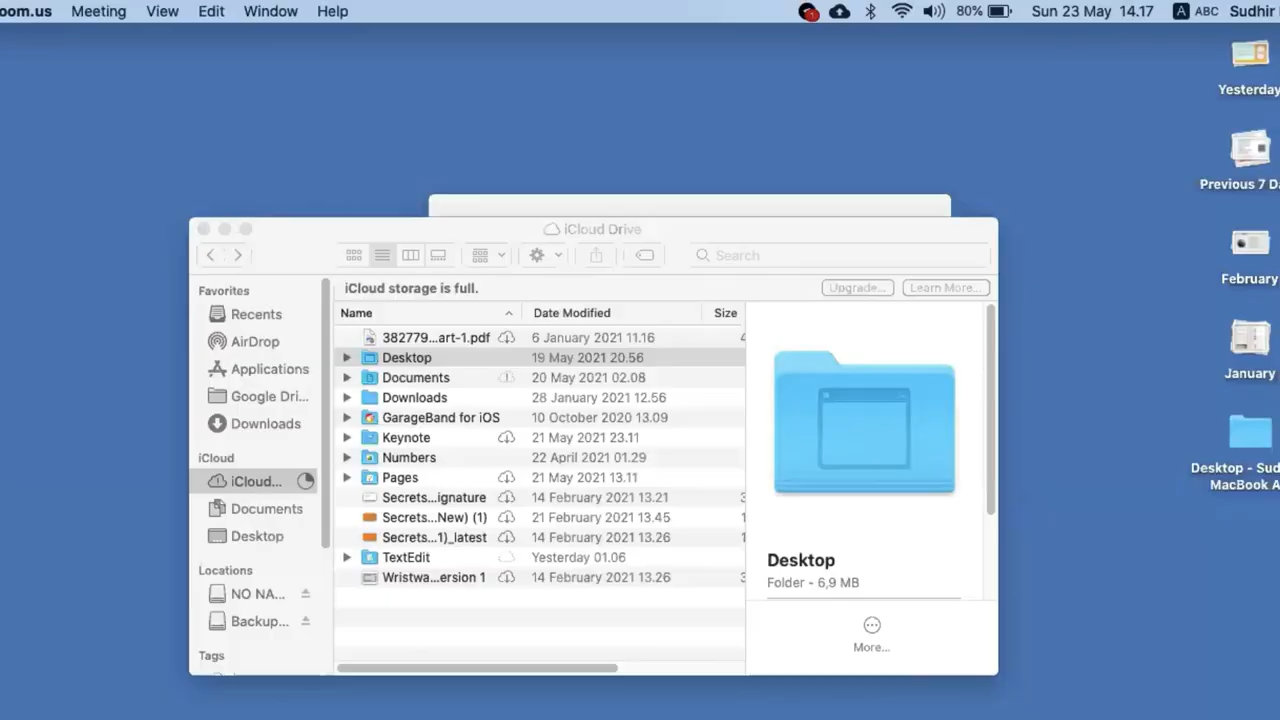 oom.us Meeting View Edit Window Help 80% Sun 23 May 14.17 A ABC Sudhir
Yesterday
Previous 7 Da
February
January
Desktop - Sud
MacBook A
iCloud Drive
Search
iCloud storage is full. Upgrade... Learn More...
Favorites
Recents
AirDrop
Applications
Google Dri...
Downloads
iCloud
iCloud...
Documents
Desktop
Locations
NO NA...
Backup...
Tags
Name Date Modified Size
382779...art-1.pdf 6 January 2021 11.16
Desktop 19 May 2021 20.56
Documents 20 May 2021 02.08
Downloads 28 January 2021 12.56
GarageBand for iOS 10 October 2020 13.09
Keynote 21 May 2021 23.11
Numbers 22 April 2021 01.29
Pages 21 May 2021 13.11
Secrets...ignature 14 February 2021 13.21
Secrets...New) (1) 21 February 2021 13.45
Secrets...1)_latest 14 February 2021 13.26
TextEdit Yesterday 01.06
Wristwa...ersion 1 14 February 2021 13.26
Desktop
Folder - 6,9 MB
More...